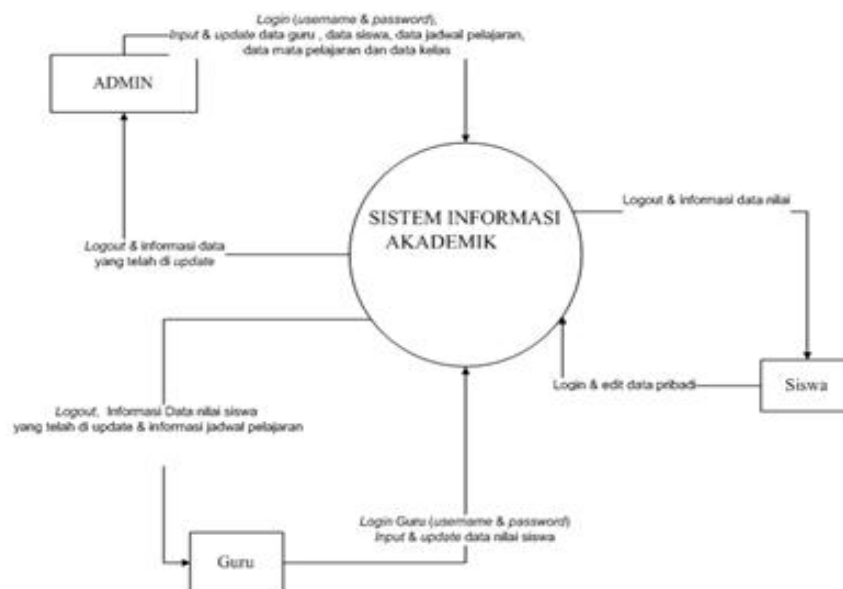 Login (username & password),
Input & update data guru , data siswa, data jadwal pelajaran,
data mata pelajaran dan data kelas
ADMIN
SISTEM INFORMASI
AKADEMIK
Logout & informasi data nilai
Logout & informasi data
yang telah di update
Login & edit data pribadi
Siswa
Logout, Informasi Data nilai siswa
yang telah di update & informasi jadwal pelajaran
Login Guru (username & password)
Input & update data nilai siswa
Guru